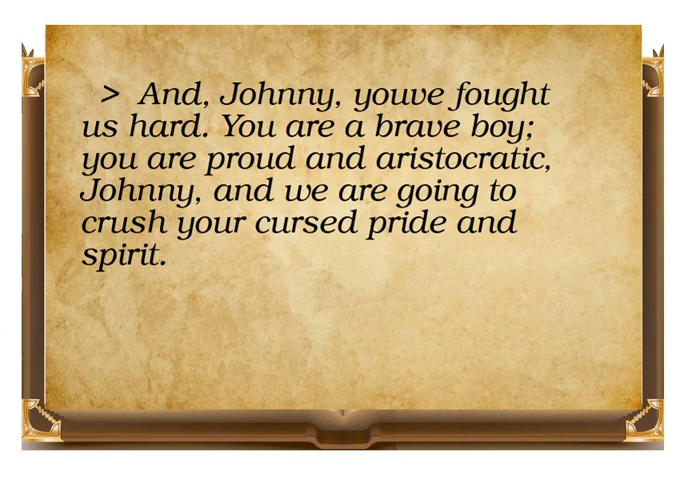 > And, Johnny, youve fought
us hard. You are a brave boy;
you are proud and aristocratic,
Johnny, and we are going to
crush your cursed pride and
spirit.